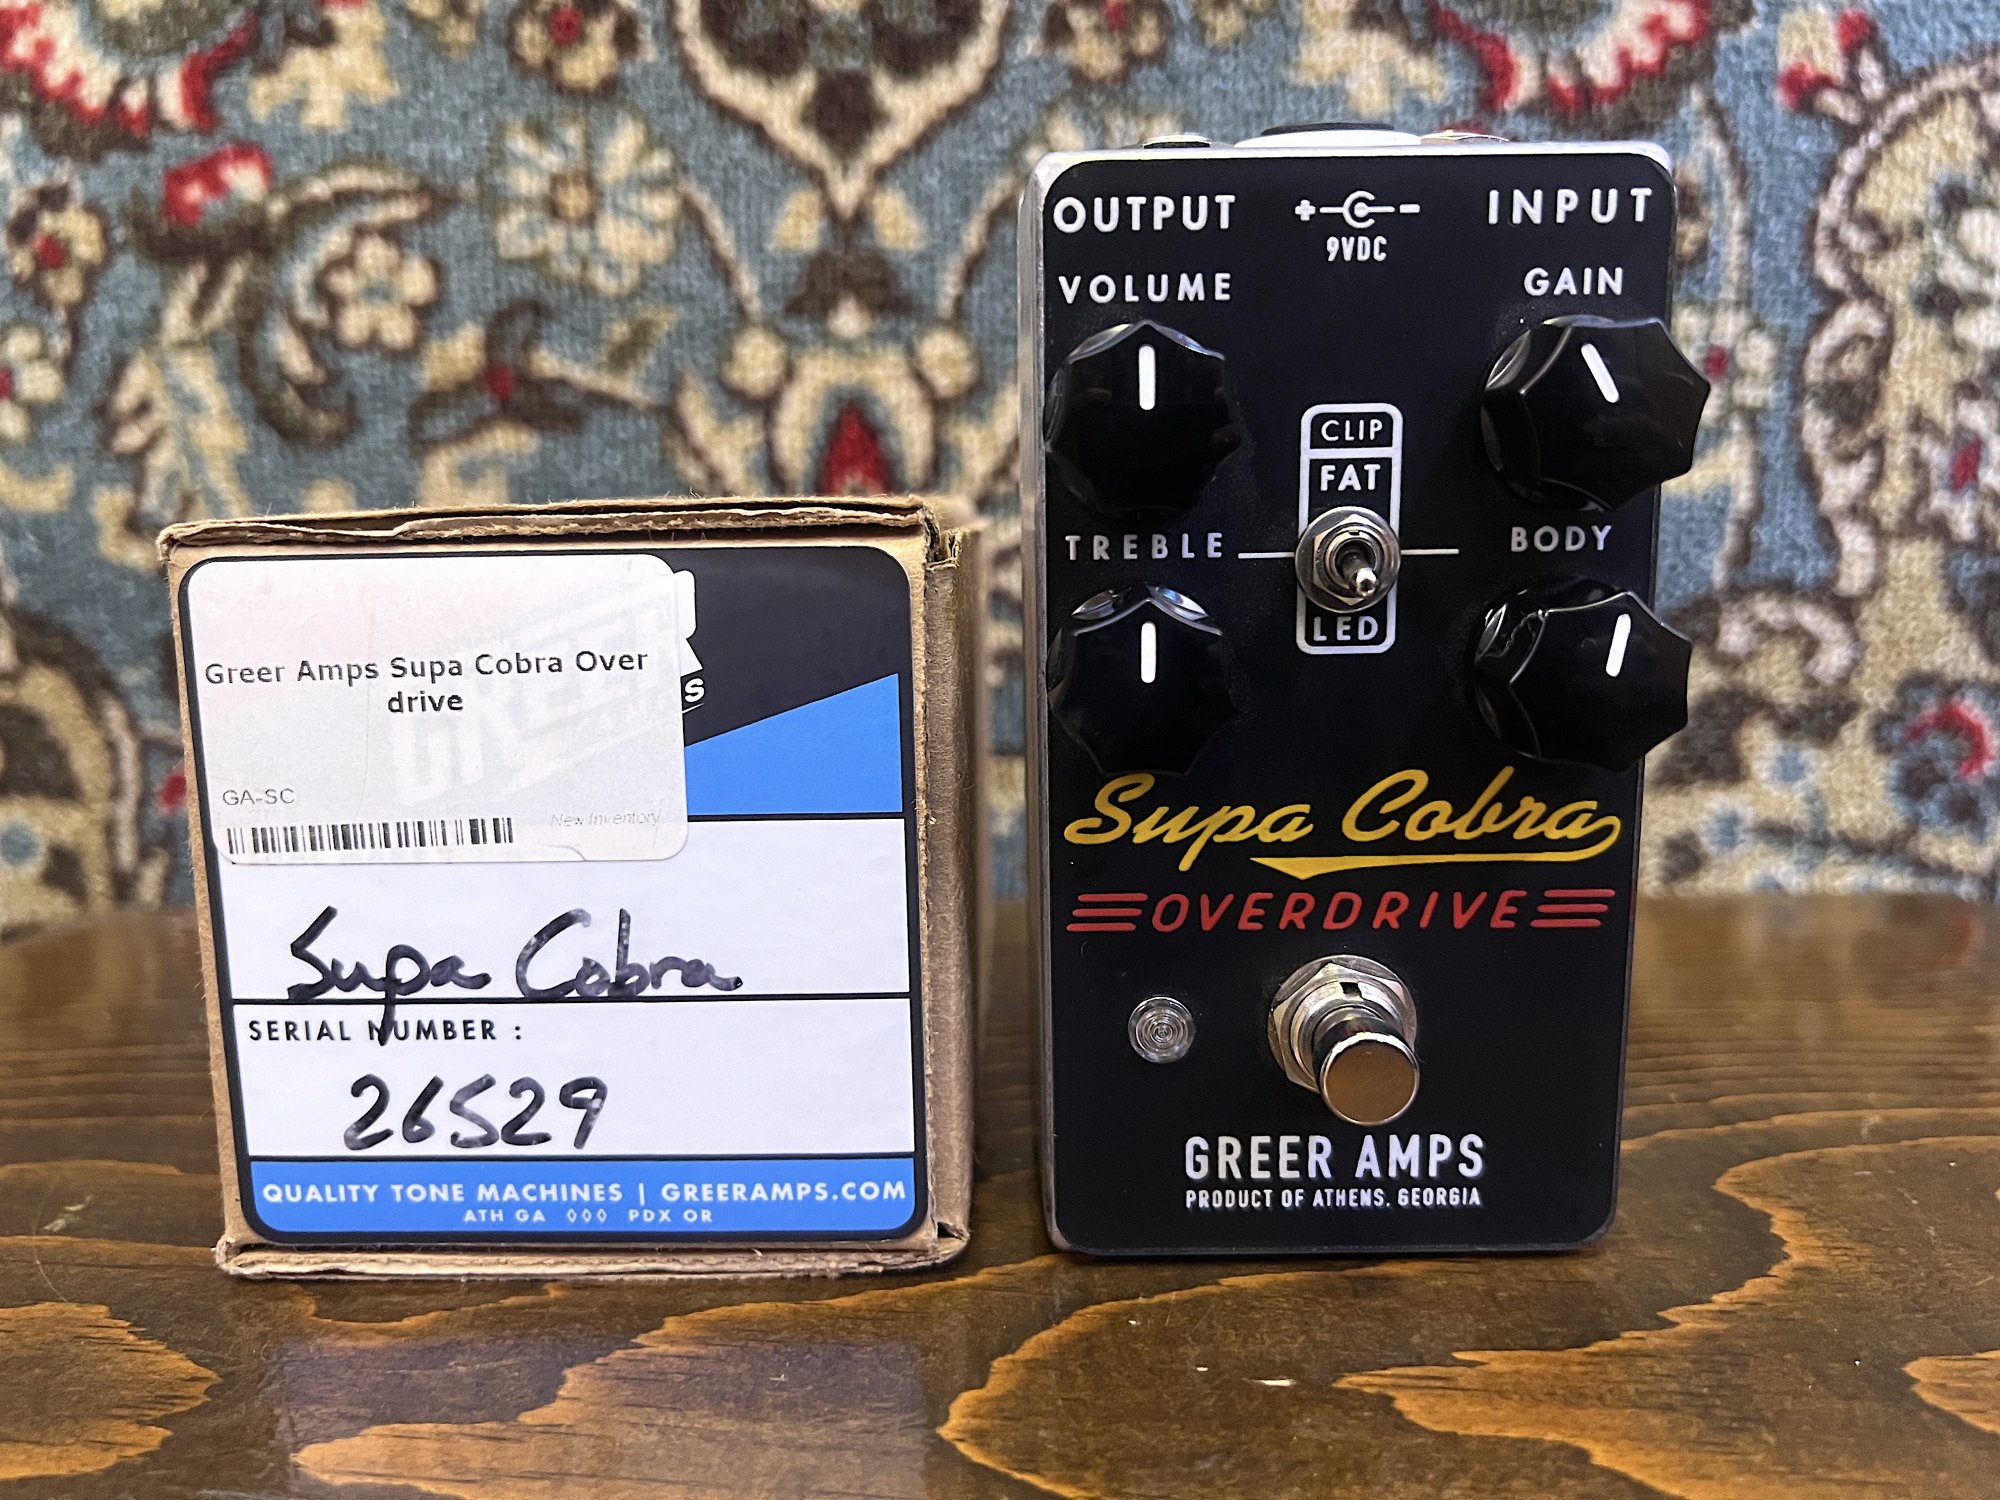 Greer Amps Supa Cobra Over
drive
GA-SC
New Inventory
Supa Cobra
SERIAL NUMBER :
26529
QUALITY TONE MACHINES | GREERAMPS.COM
ATH GA ◊◊◊ PDX OR
OUTPUT
INPUT
9VDC
VOLUME
GAIN
CLIP
FAT
TREBLE
BODY
LED
Supa Cobra
OVERDRIVE
GREER AMPS
PRODUCT OF ATHENS, GEORGIA